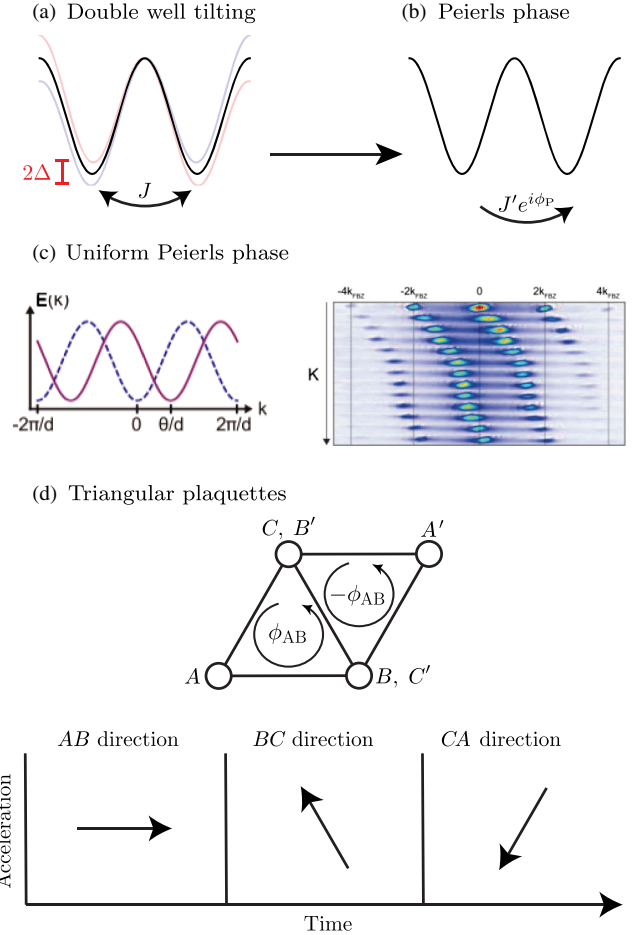 (a) Double well tilting
(b) Peierls phase
2Δ
J
J′e^{iϕ_P}
(c) Uniform Peierls phase
E(K)
-2π/d 0 θ/d 2π/d
k
-4k_FBZ -2k_FBZ 0 2k_FBZ 4k_FBZ
K
(d) Triangular plaquettes
C, B′
A′
−ϕ_AB
ϕ_AB
A
B, C′
AB direction
BC direction
CA direction
Acceleration
Time